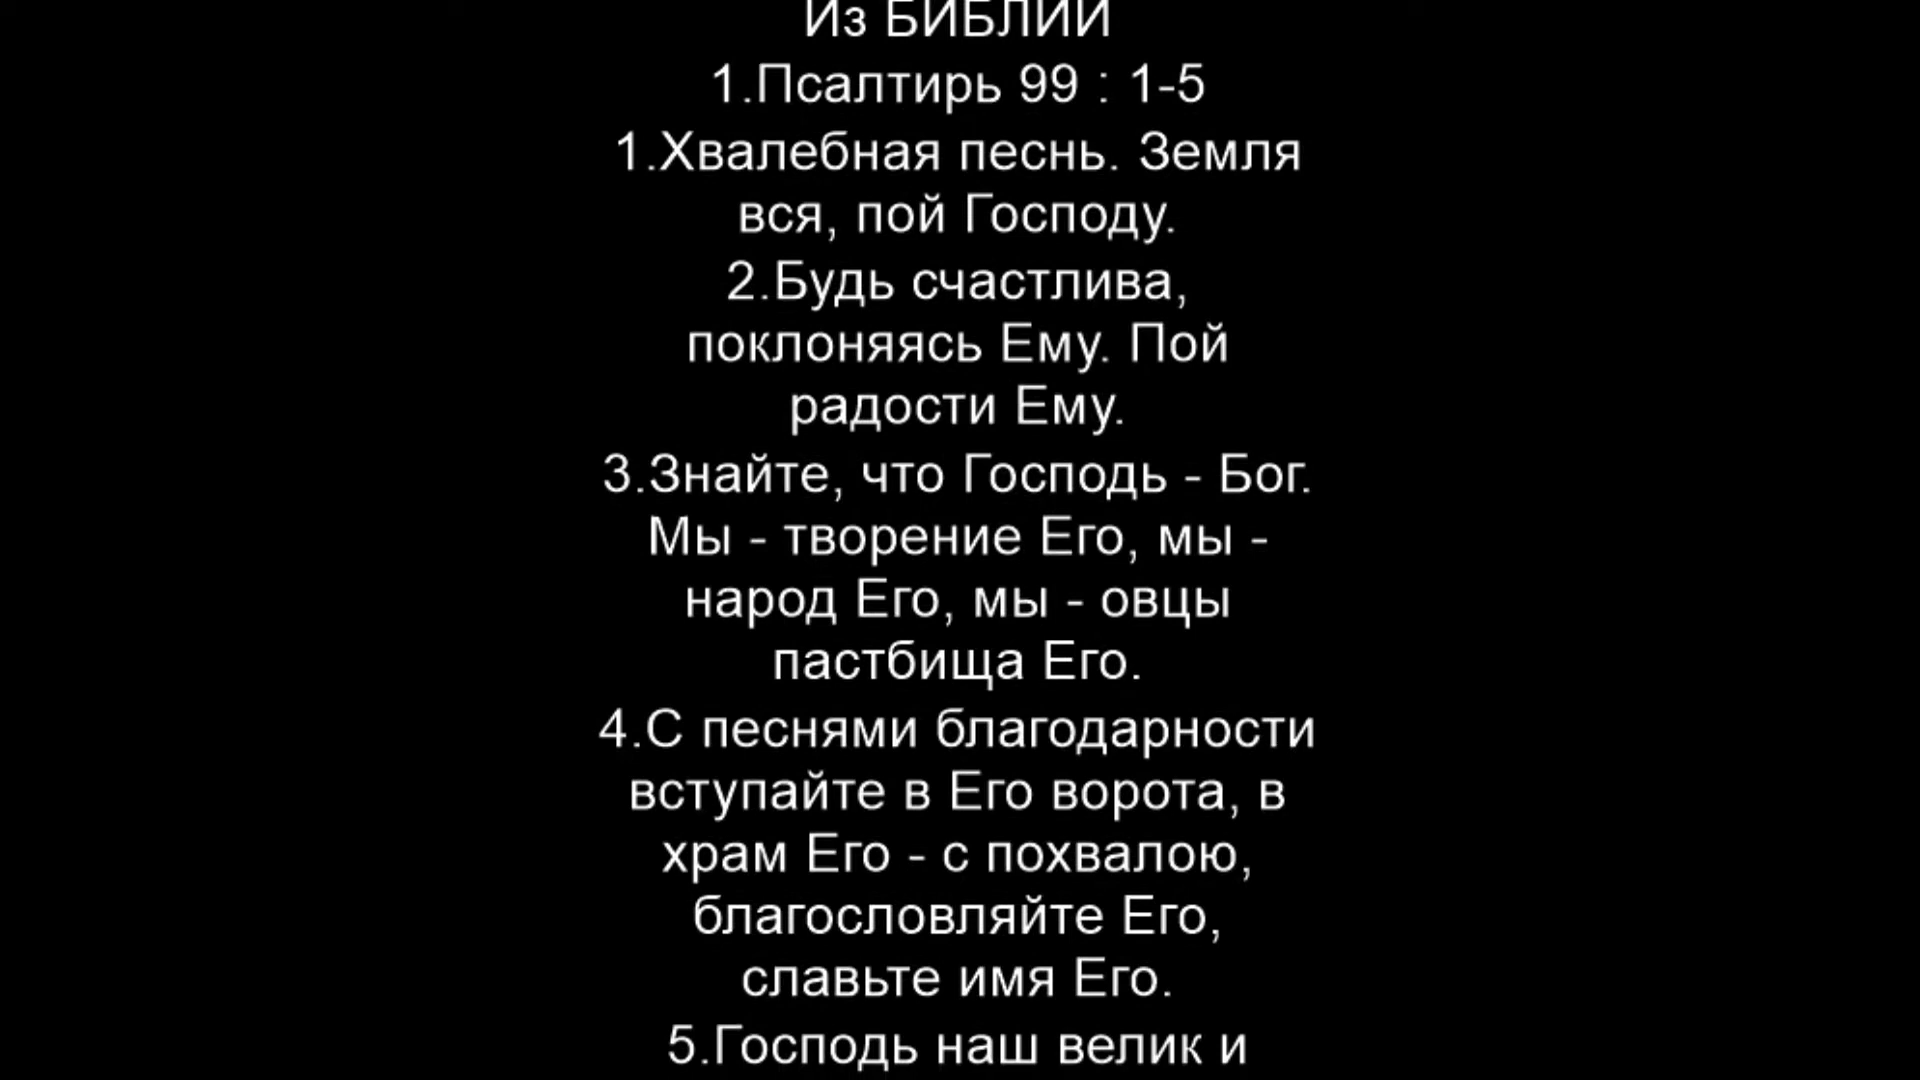 Из БИБЛИИ
1.Псалтирь 99 : 1-5
1.Хвалебная песнь. Земля
вся, пой Господу.
2.Будь счастлива,
поклоняясь Ему. Пой
радости Ему.
3.Знайте, что Господь - Бог.
Мы - творение Его, мы -
народ Его, мы - овцы
пастбища Его.
4.С песнями благодарности
вступайте в Его ворота, в
храм Его - с похвалою,
благословляйте Его,
славьте имя Его.
5.Господь наш велик и